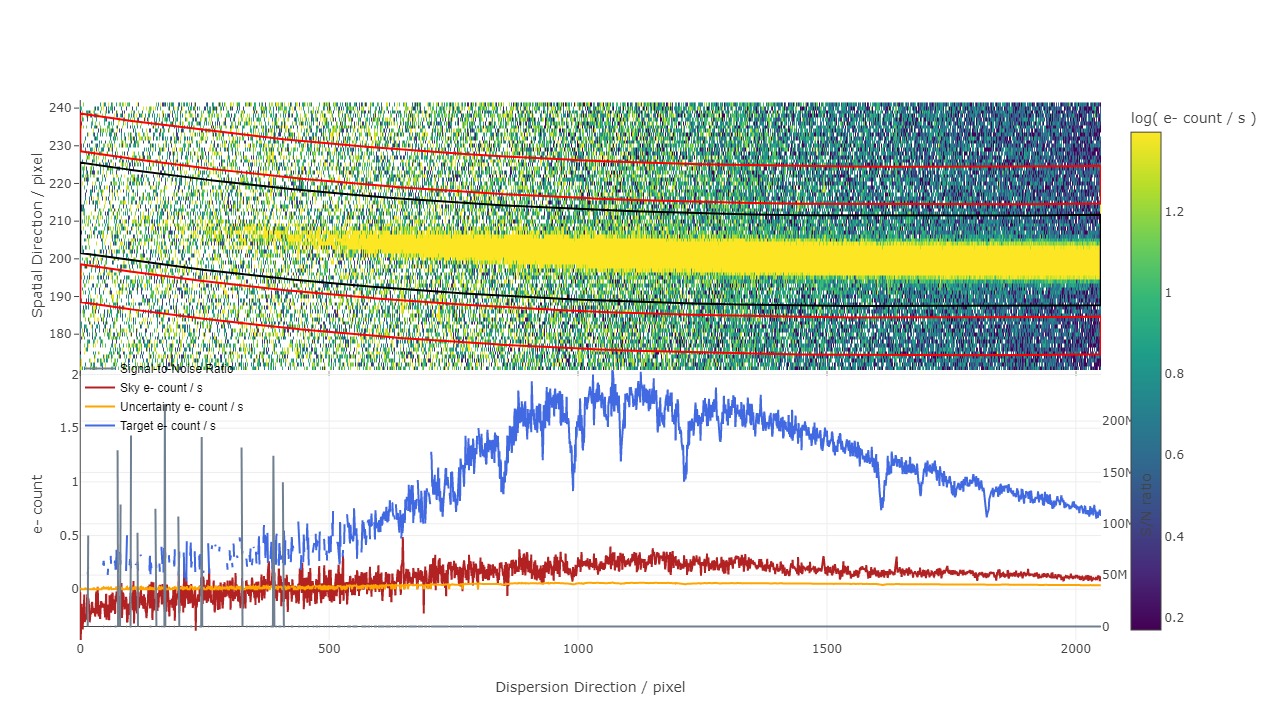 log( e- count / s )
240
230
220
210
200
190
180
Spatial Direction / pixel
1.2
1
0.8
0.6
0.4
0.2
Signal-to-Noise Ratio
Sky e- count / s
Uncertainty e- count / s
Target e- count / s
2
1.5
1
0.5
0
e- count
200M
150M
100M
50M
0
S/N ratio
0
500
1000
1500
2000
Dispersion Direction / pixel